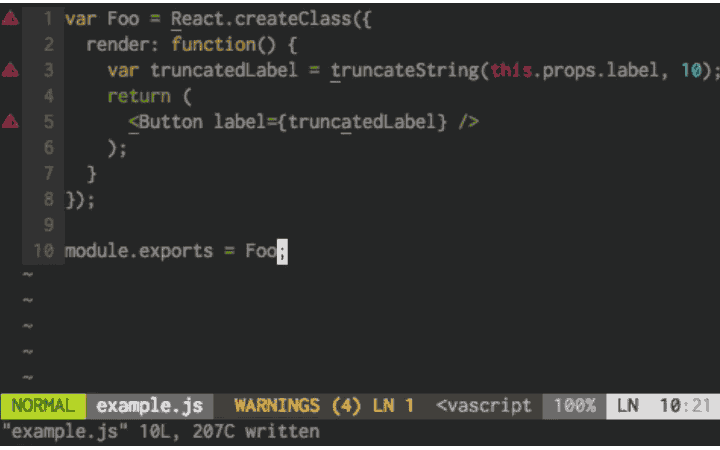 1 var Foo = React.createClass({
2   render: function() {
3     var truncatedLabel = truncateString(this.props.label, 10);
4     return (
5       <Button label={truncatedLabel} />
6     );
7   }
8 });
9
10 module.exports = Foo;
~
~
~
~
~
NORMAL example.js WARNINGS (4) LN 1 <vascript 100% LN 10:21
"example.js" 10L, 207C written